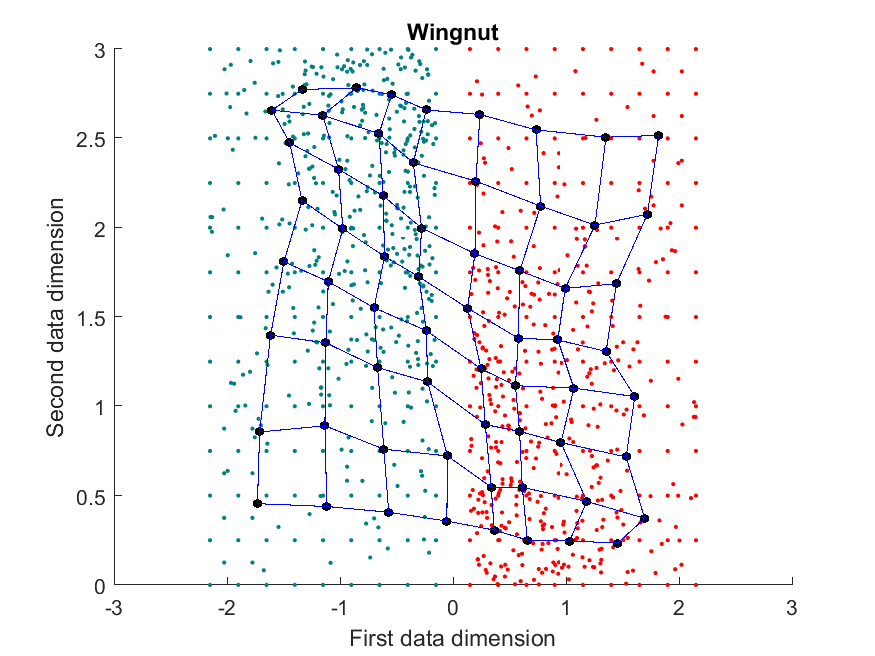 Wingnut
3
2.5
2
1.5
1
0.5
0
-3 -2 -1 0 1 2 3
Second data dimension
First data dimension